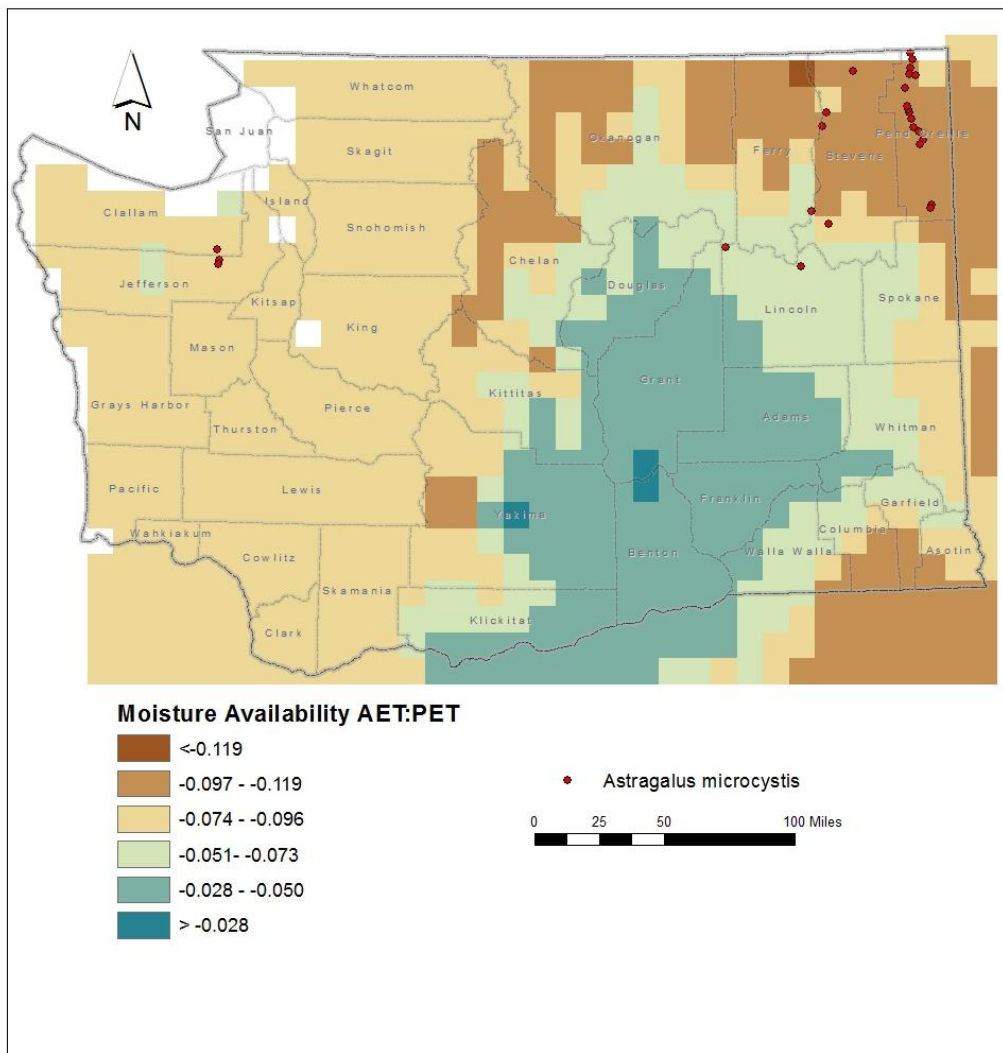 Whatcom
N
San Juan
Okanogan
Pend Oreille
Skagit
Ferry
Stevens
Island
Clallam
Snohomish
Chelan
Douglas
Jefferson
Kitsap
Lincoln
Spokane
King
Mason
Grant
Kittitas
Grays Harbor
Pierce
Adams
Thurston
Whitman
Pacific
Lewis
Franklin
Garfield
Yakima
Wahkiakum
Columbia
Cowlitz
Benton
Walla Walla
Asotin
Skamania
Klickitat
Clark
Moisture Availability AET:PET
<-0.119
-0.097 - -0.119
-0.074 - -0.096
-0.051- -0.073
-0.028 - -0.050
> -0.028
Astragalus microcystis
0 25 50 100 Miles